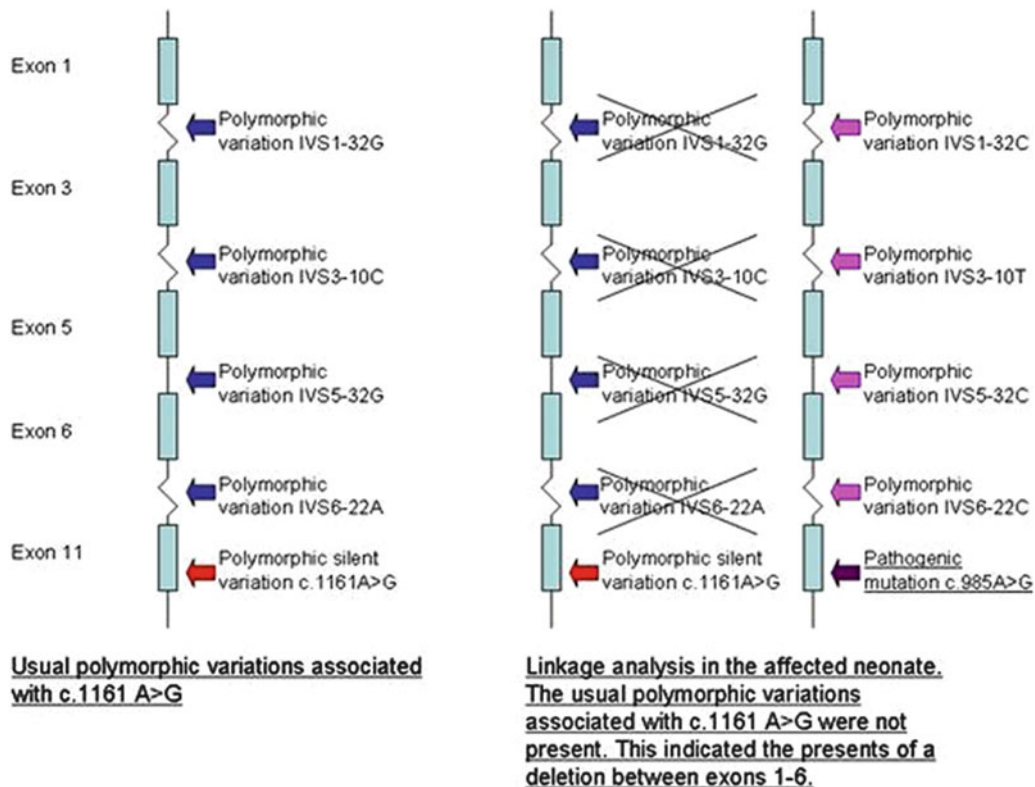 Exon 1
Polymorphic
variation IVS1-32G
Exon 3
Polymorphic
variation IVS3-10C
Exon 5
Polymorphic
variation IVS5-32G
Exon 6
Polymorphic
variation IVS6-22A
Exon 11
Polymorphic silent
variation c.1161A>G
Usual polymorphic variations associated
with c.1161 A>G
Polymorphic
variation IVS1-32G
Polymorphic
variation IVS3-10C
Polymorphic
variation IVS5-32G
Polymorphic
variation IVS6-22A
Polymorphic silent
variation c.1161A>G
Polymorphic
variation IVS1-32C
Polymorphic
variation IVS3-10T
Polymorphic
variation IVS5-32C
Polymorphic
variation IVS6-22C
Pathogenic
mutation c.985A>G
Linkage analysis in the affected neonate.
The usual polymorphic variations
associated with c.1161 A>G were not
present. This indicated the presents of a
deletion between exons 1-6.